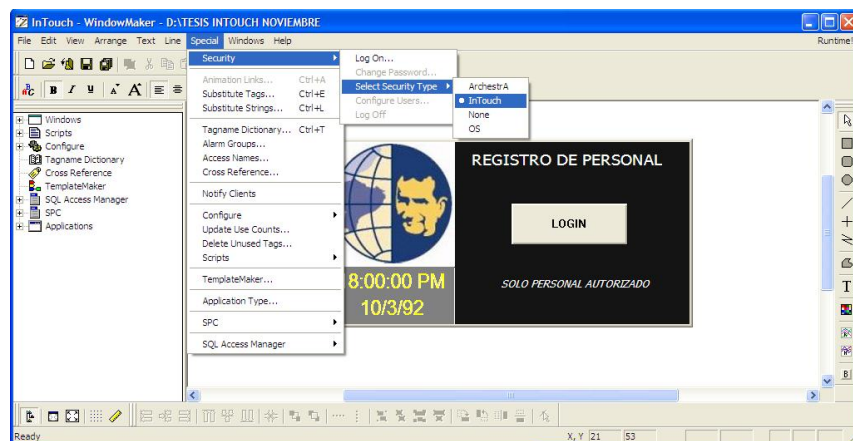 InTouch - WindowMaker - D:\TESIS INTOUCH NOVIEMBRE
File Edit View Arrange Text Line Special Windows Help
Runtime!
Security
Animation Links... Ctrl+A
Substitute Tags... Ctrl+E
Substitute Strings... Ctrl+L
Tagname Dictionary... Ctrl+T
Alarm Groups...
Access Names...
Cross Reference...
Notify Clients
Configure
Update Use Counts...
Delete Unused Tags...
Scripts
TemplateMaker...
Application Type...
SPC
SQL Access Manager
Log On...
Change Password...
Select Security Type
Configure Users...
Log Off
ArchestrA
InTouch
None
OS
Windows
Scripts
Configure
Tagname Dictionary
Cross Reference
TemplateMaker
SQL Access Manager
SPC
Applications
REGISTRO DE PERSONAL
LOGIN
SOLO PERSONAL AUTORIZADO
8:00:00 PM
10/3/92
Ready
X, Y 21 53